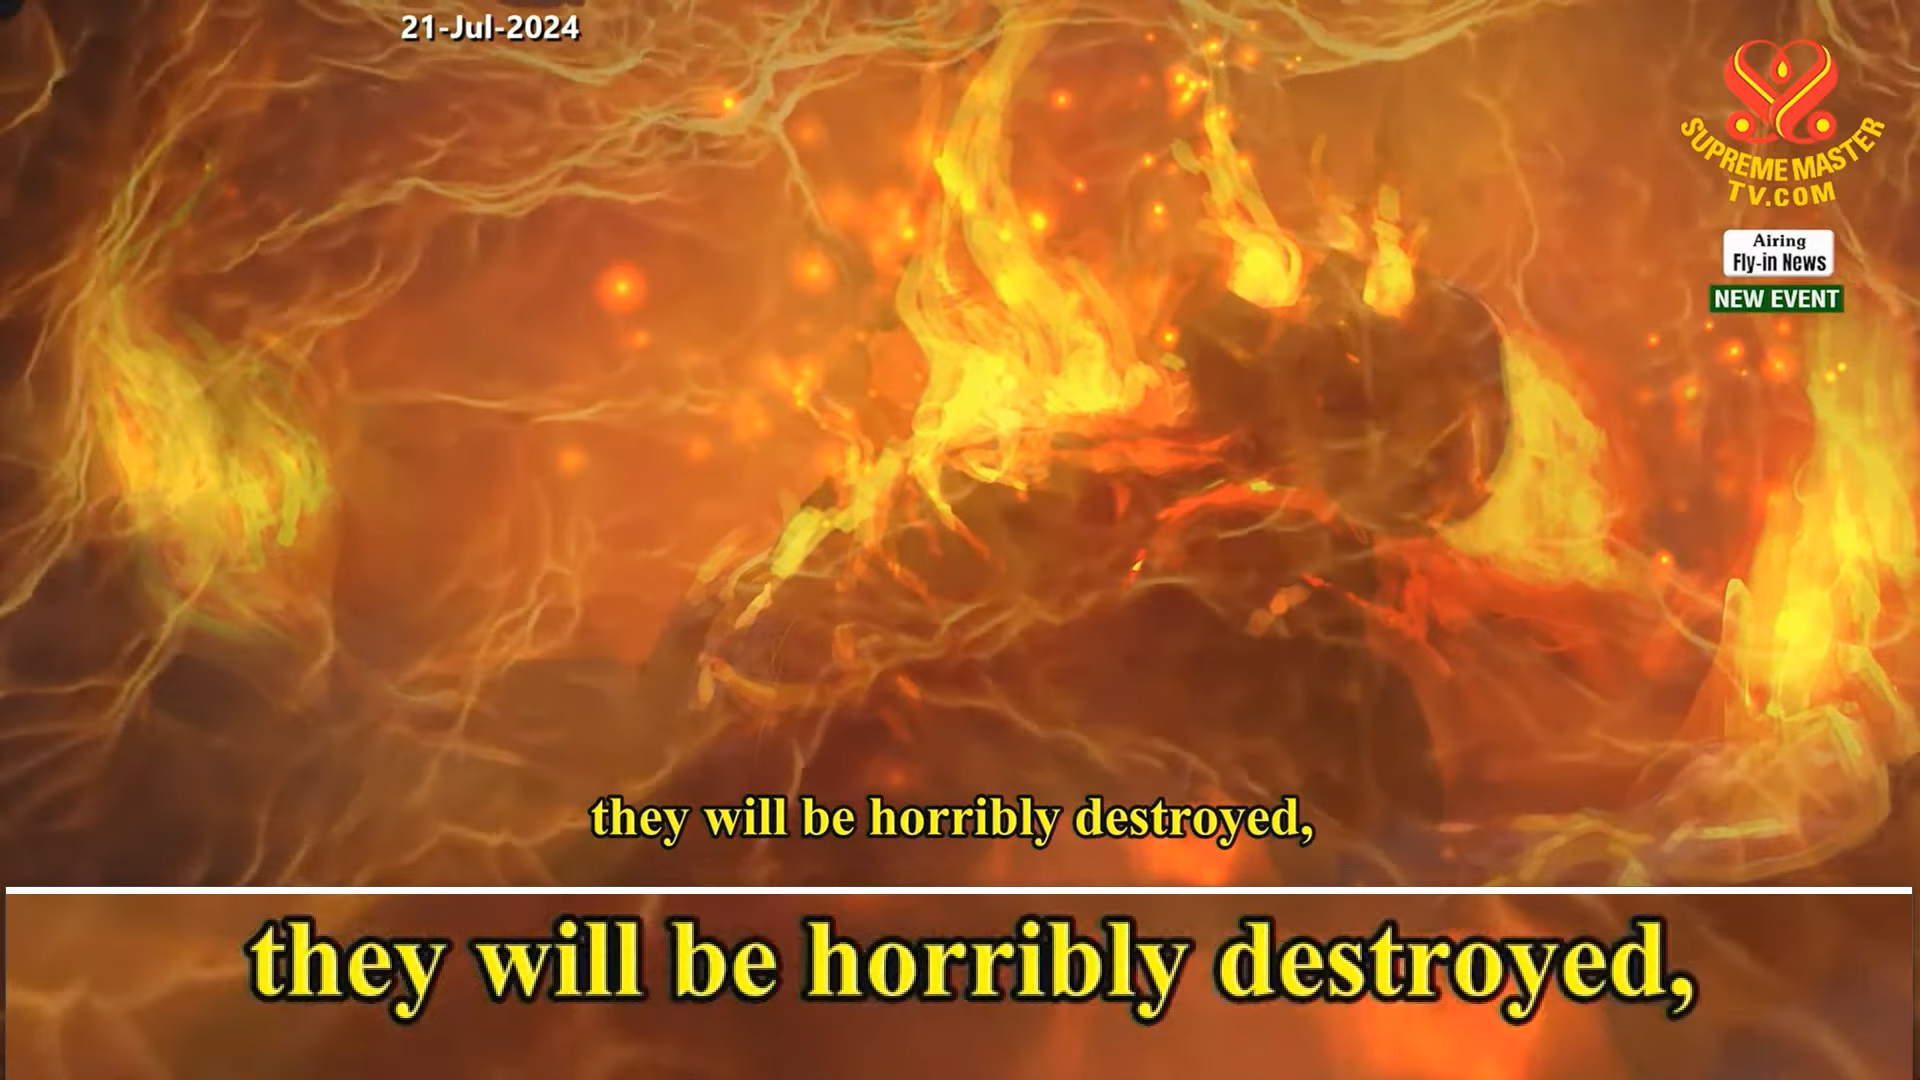 21-Jul-2024
SUPREME MASTER
TV.COM
Airing
Fly-in News
NEW EVENT
they will be horribly destroyed,
they will be horribly destroyed,